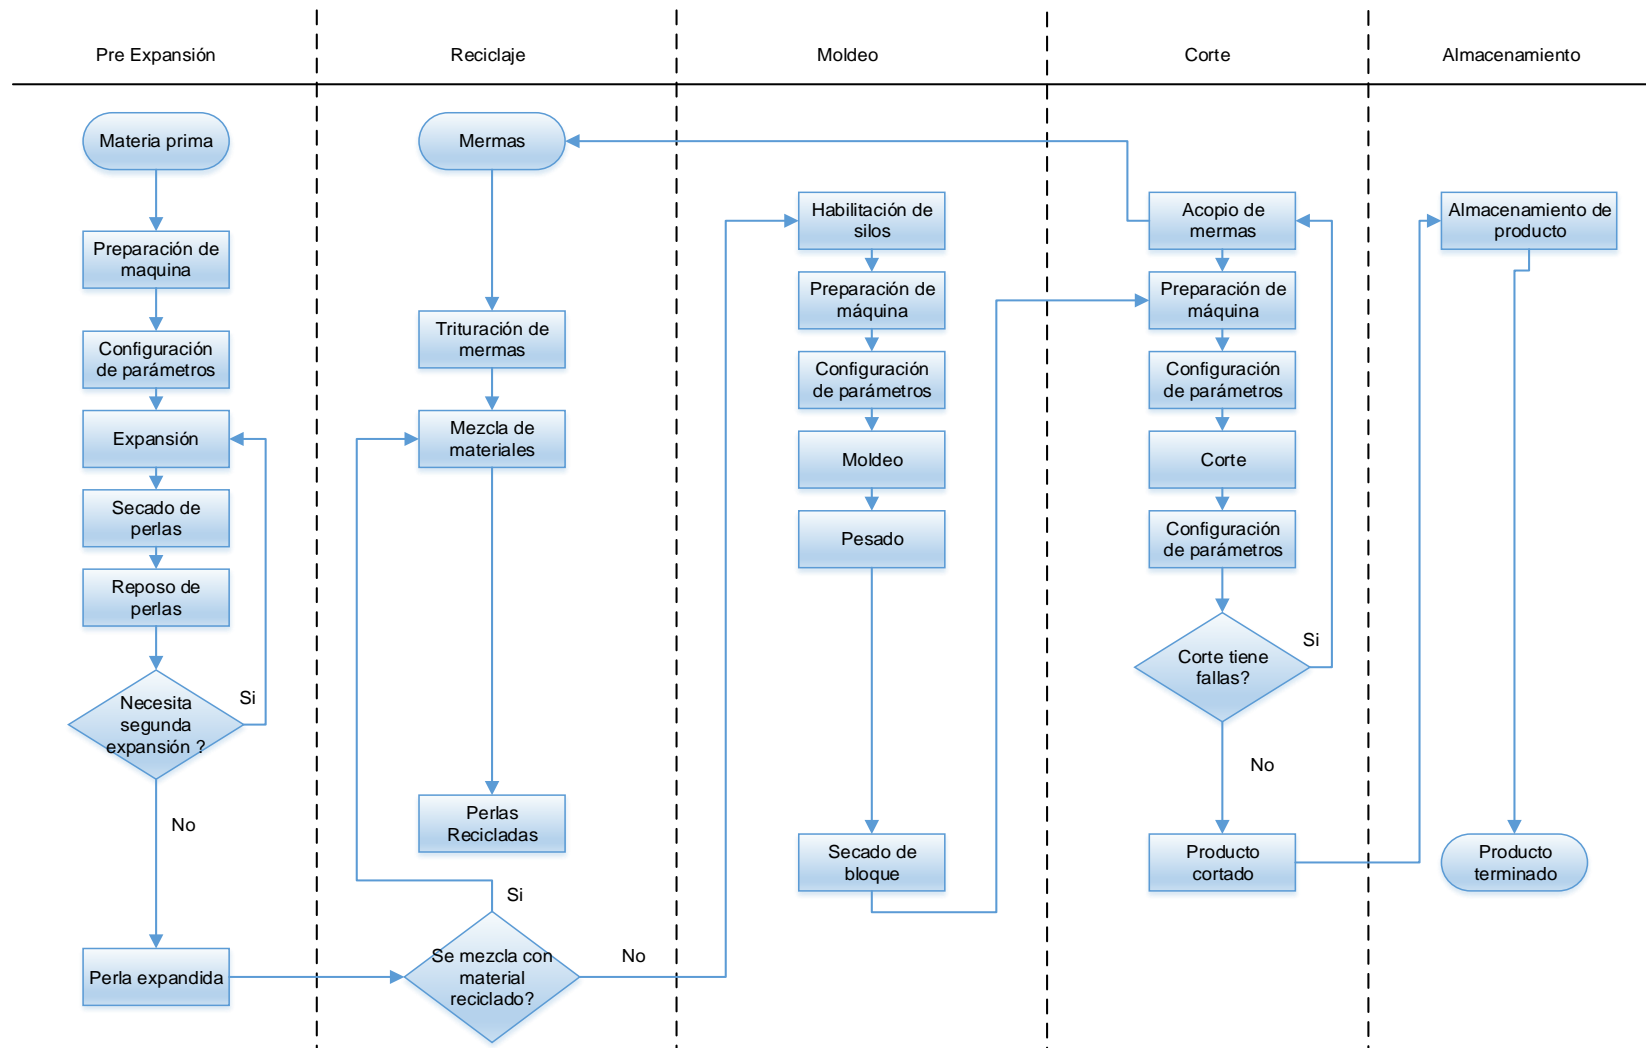 Pre Expansión
Reciclaje
Moldeo
Corte
Almacenamiento
Materia prima
Preparación de
maquina
Configuración
de parámetros
Expansión
Secado de
perlas
Reposo de
perlas
Necesita
segunda
expansión ?
Si
No
Perla expandida
Mermas
Trituración de
mermas
Mezcla de
materiales
Perlas
Recicladas
Si
Se mezcla con
material
reciclado?
No
Habilitación de
silos
Preparación de
máquina
Configuración
de parámetros
Moldeo
Pesado
Secado de
bloque
Acopio de
mermas
Preparación de
máquina
Configuración
de parámetros
Corte
Configuración
de parámetros
Corte tiene
fallas?
Si
No
Producto
cortado
Almacenamiento de
producto
Producto
terminado